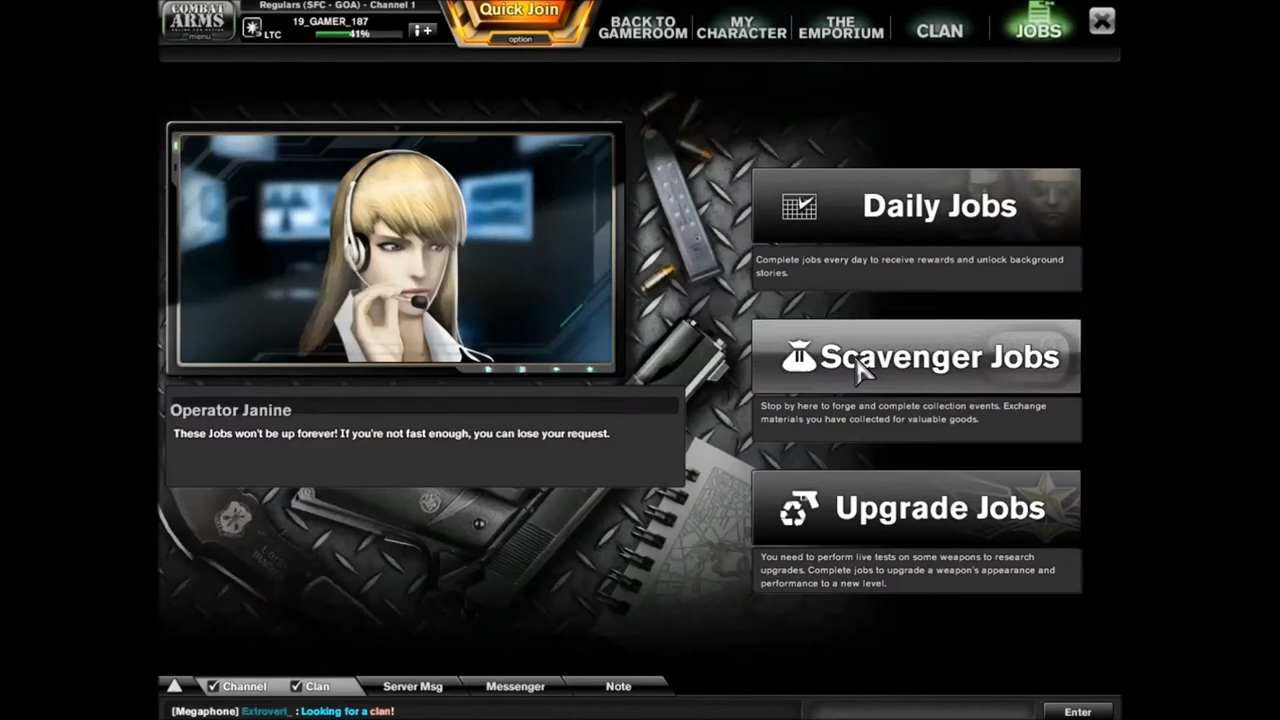 COMBAT
ARMS
menu
Regulars (SFC - GOA) - Channel 1
19_GAMER_187
LTC
41%
Quick Join
option
BACK TO
GAMEROOM
MY
CHARACTER
THE
EMPORIUM
CLAN
JOBS
Daily Jobs
Complete jobs every day to receive rewards and unlock background
stories.
Scavenger Jobs
Stop by here to forge and complete collection events. Exchange
materials you have collected for valuable goods.
Operator Janine
These Jobs won't be up forever! If you're not fast enough, you can lose your request.
Upgrade Jobs
You need to perform live tests on some weapons to research
upgrades. Complete jobs to upgrade a weapon's appearance and
performance to a new level.
Channel
Clan
Server Msg
Messenger
Note
[Megaphone] Extrovert_ : Looking for a clan!
Enter